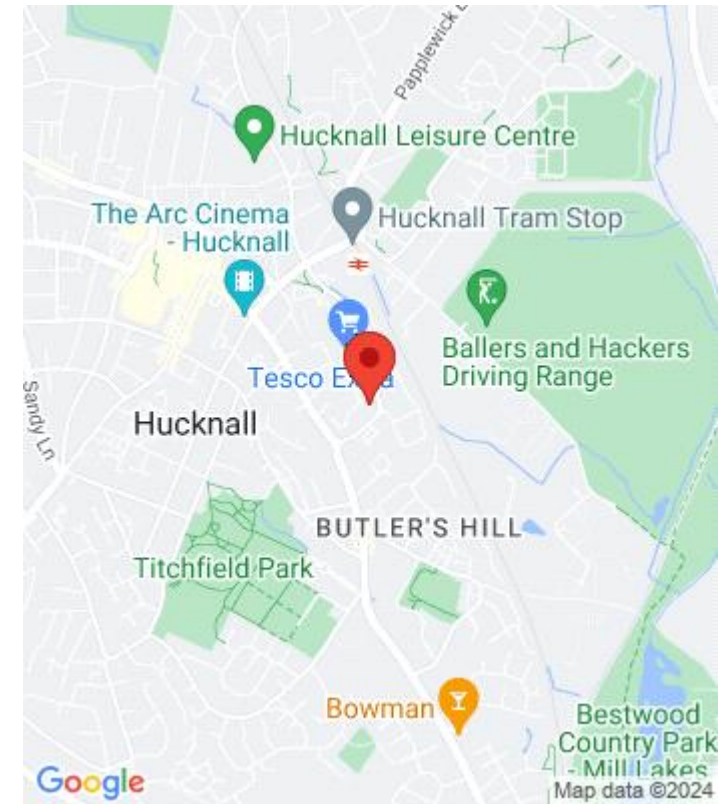 Papplewick L
Hucknall Leisure Centre
The Arc Cinema
- Hucknall
Hucknall Tram Stop
Ballers and Hackers
Driving Range
Tesco Ex a
Sandy Ln
Hucknall
BUTLER'S HILL
Titchfield Park
Bowman
Bestwood
Country Park
- Mill Lakes
Google
Map data ©2024